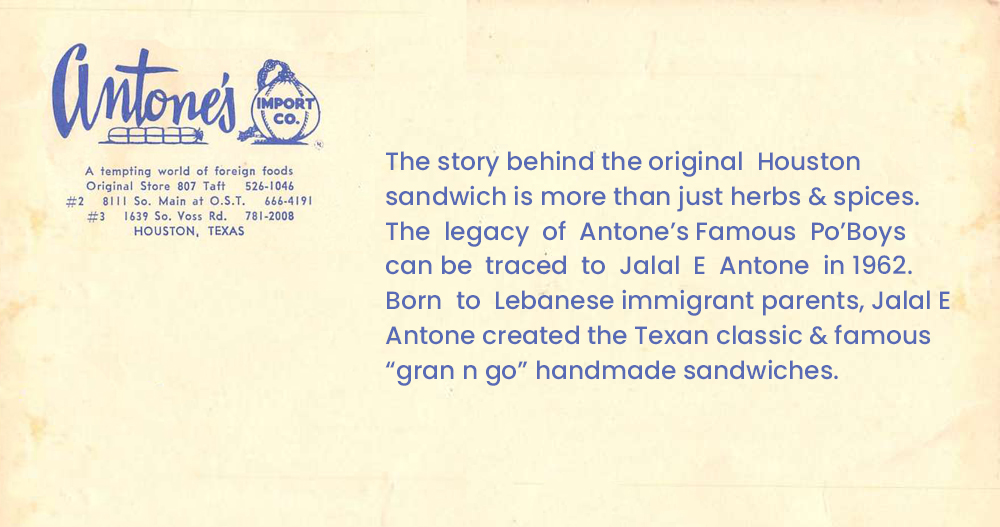 Antone's
IMPORT
CO.
A tempting world of foreign foods
Original Store 807 Taft 526-1046
#2 8111 So. Main at O.S.T. 666-4191
#3 1639 So. Voss Rd. 781-2008
HOUSTON, TEXAS
The story behind the original Houston
sandwich is more than just herbs & spices.
The legacy of Antone’s Famous Po’Boys
can be traced to Jalal E Antone in 1962.
Born to Lebanese immigrant parents, Jalal E
Antone created the Texan classic & famous
“gran n go” handmade sandwiches.